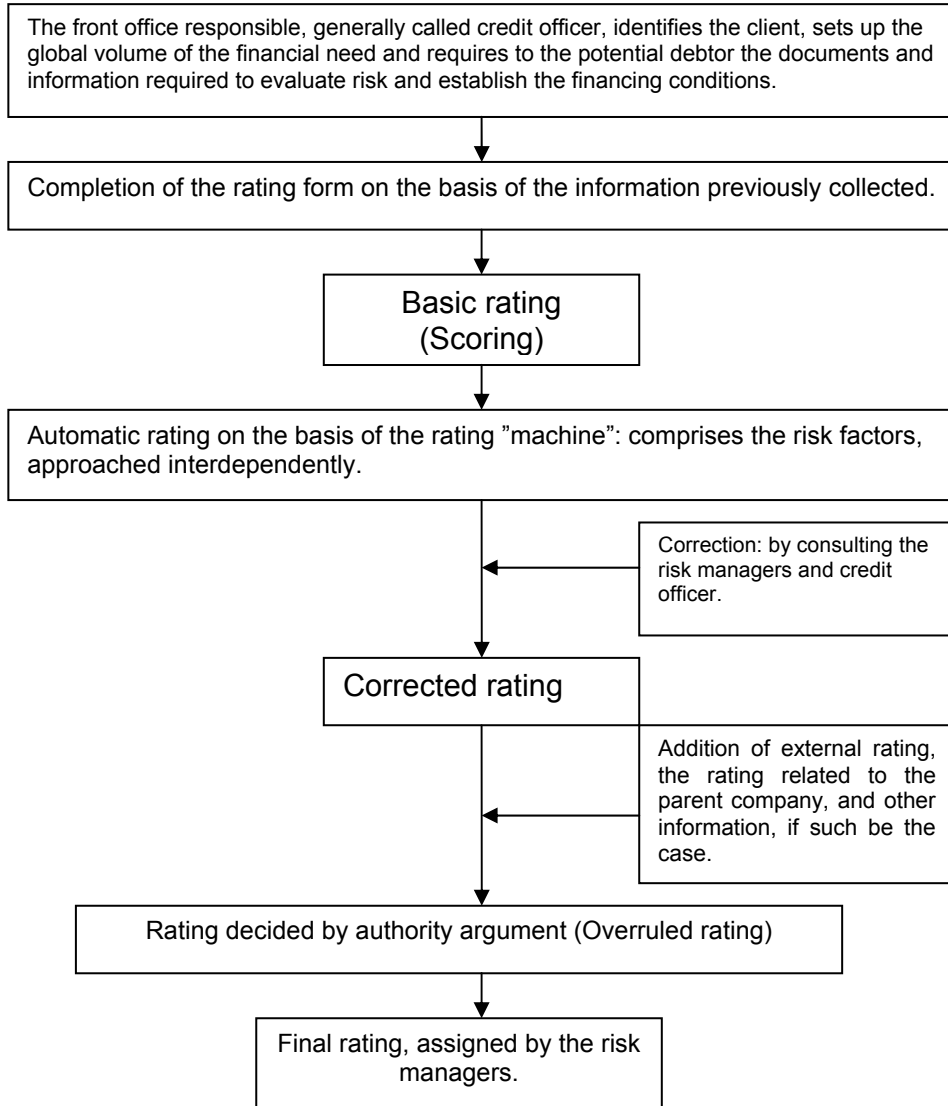 The front office responsible, generally called credit officer, identifies the client, sets up the
global volume of the financial need and requires to the potential debtor the documents and
information required to evaluate risk and establish the financing conditions.
Completion of the rating form on the basis of the information previously collected.
Basic rating
(Scoring)
Automatic rating on the basis of the rating ”machine”: comprises the risk factors,
approached interdependently.
Correction: by consulting the
risk managers and credit
officer.
Corrected rating
Addition of external rating,
the rating related to the
parent company, and other
information, if such be the
case.
Rating decided by authority argument (Overruled rating)
Final rating, assigned by the risk
managers.